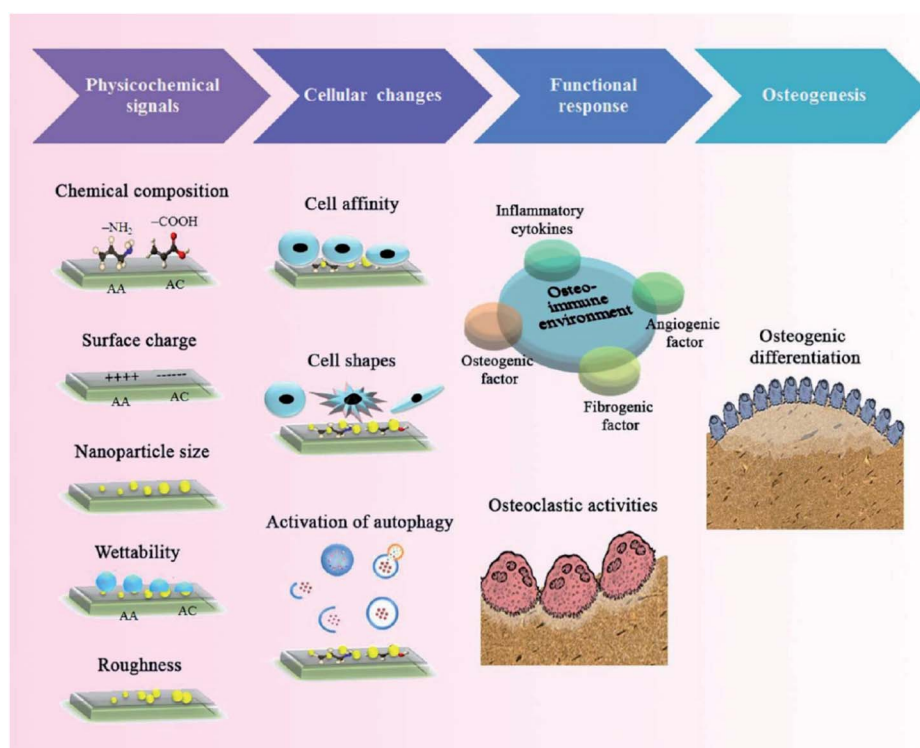 Physicochemical
signals
Cellular changes
Functional
response
Osteogenesis
Chemical composition
–NH2
–COOH
AA
AC
Surface charge
++++
------
AA
AC
Nanoparticle size
Wettability
AA
AC
Roughness
Cell affinity
Cell shapes
Activation of autophagy
Inflammatory
cytokines
Osteo-
immune
environment
Angiogenic
factor
Osteogenic
factor
Fibrogenic
factor
Osteoclastic activities
Osteogenic
differentiation